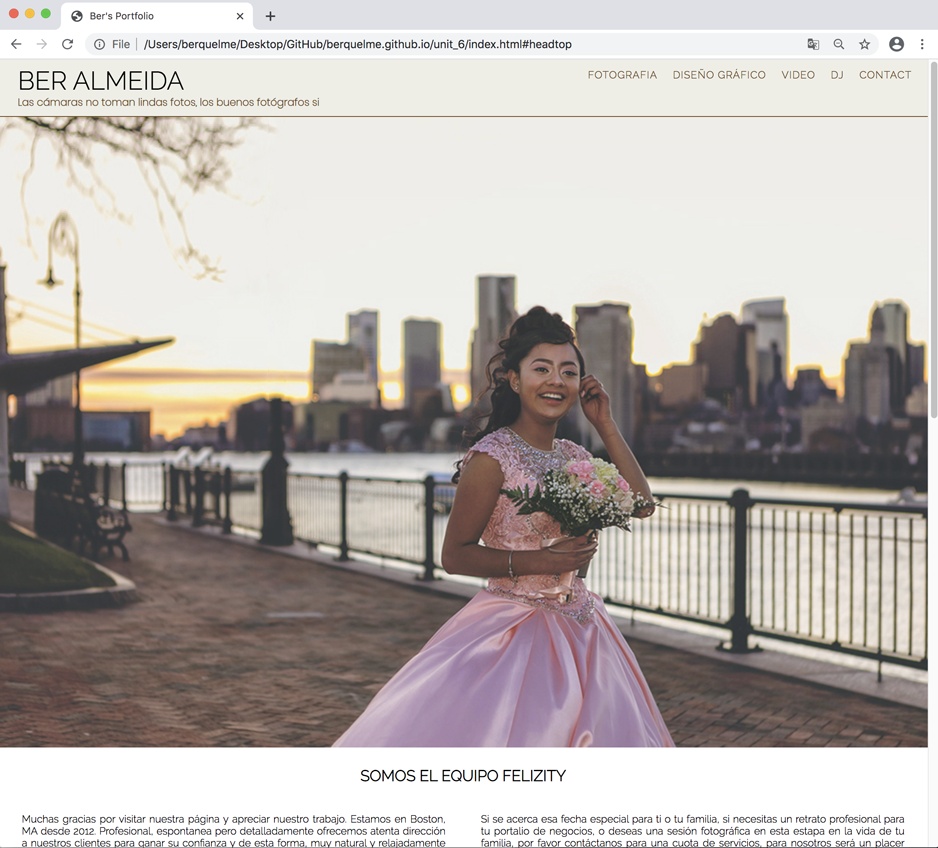 Ber's Portfolio
File /Users/berquelme/Desktop/GitHub/berquelme.github.io/unit_6/index.html#headtop
BER ALMEIDA
FOTOGRAFIA DISEÑO GRÁFICO VIDEO DJ CONTACT
Las cámaras no toman lindas fotos, los buenos fotógrafos si
SOMOS EL EQUIPO FELIZITY
Muchas gracias por visitar nuestra página y apreciar nuestro trabajo. Estamos en Boston,
MA desde 2012. Profesional, espontanea pero detalladamente ofrecemos atenta dirección
a nuestros clientes para ganar su confianza y de esta forma, muy natural y relajadamente
Si se acerca esa fecha especial para ti o tu familia, si necesitas un retrato profesional para
tu portalio de negocios, o deseas una sesión fotográfica en esta estapa en la vida de tu
familia, por favor contáctanos para una cuota de servicios, para nosotros será un placer